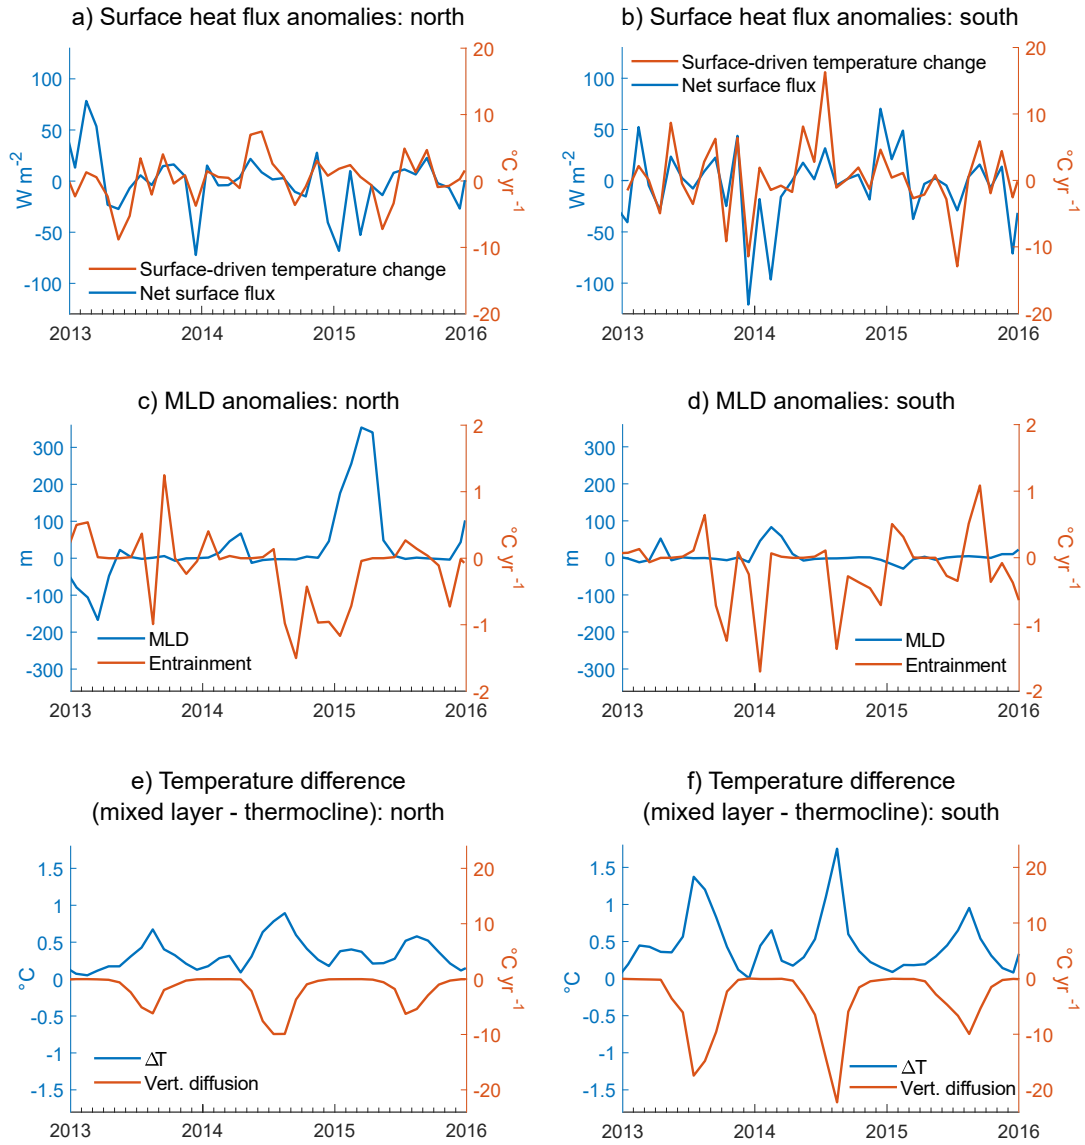 a) Surface heat flux anomalies: north
100
50
0
-50
-100
W m-2
20
10
0
-10
-20
°C yr-1
Surface-driven temperature change
Net surface flux
2013 2014 2015 2016
b) Surface heat flux anomalies: south
100
50
0
-50
-100
W m-2
20
10
0
-10
-20
°C yr-1
Surface-driven temperature change
Net surface flux
2013 2014 2015 2016
c) MLD anomalies: north
300
200
100
0
-100
-200
-300
m
2
1
0
-1
-2
°C yr-1
MLD
Entrainment
2013 2014 2015 2016
d) MLD anomalies: south
300
200
100
0
-100
-200
-300
m
2
1
0
-1
-2
°C yr-1
MLD
Entrainment
2013 2014 2015 2016
e) Temperature difference
(mixed layer - thermocline): north
1.5
1
0.5
0
-0.5
-1
-1.5
°C
20
10
0
-10
-20
°C yr-1
ΔT
Vert. diffusion
2013 2014 2015 2016
f) Temperature difference
(mixed layer - thermocline): south
1.5
1
0.5
0
-0.5
-1
-1.5
°C
20
10
0
-10
-20
°C yr-1
ΔT
Vert. diffusion
2013 2014 2015 2016